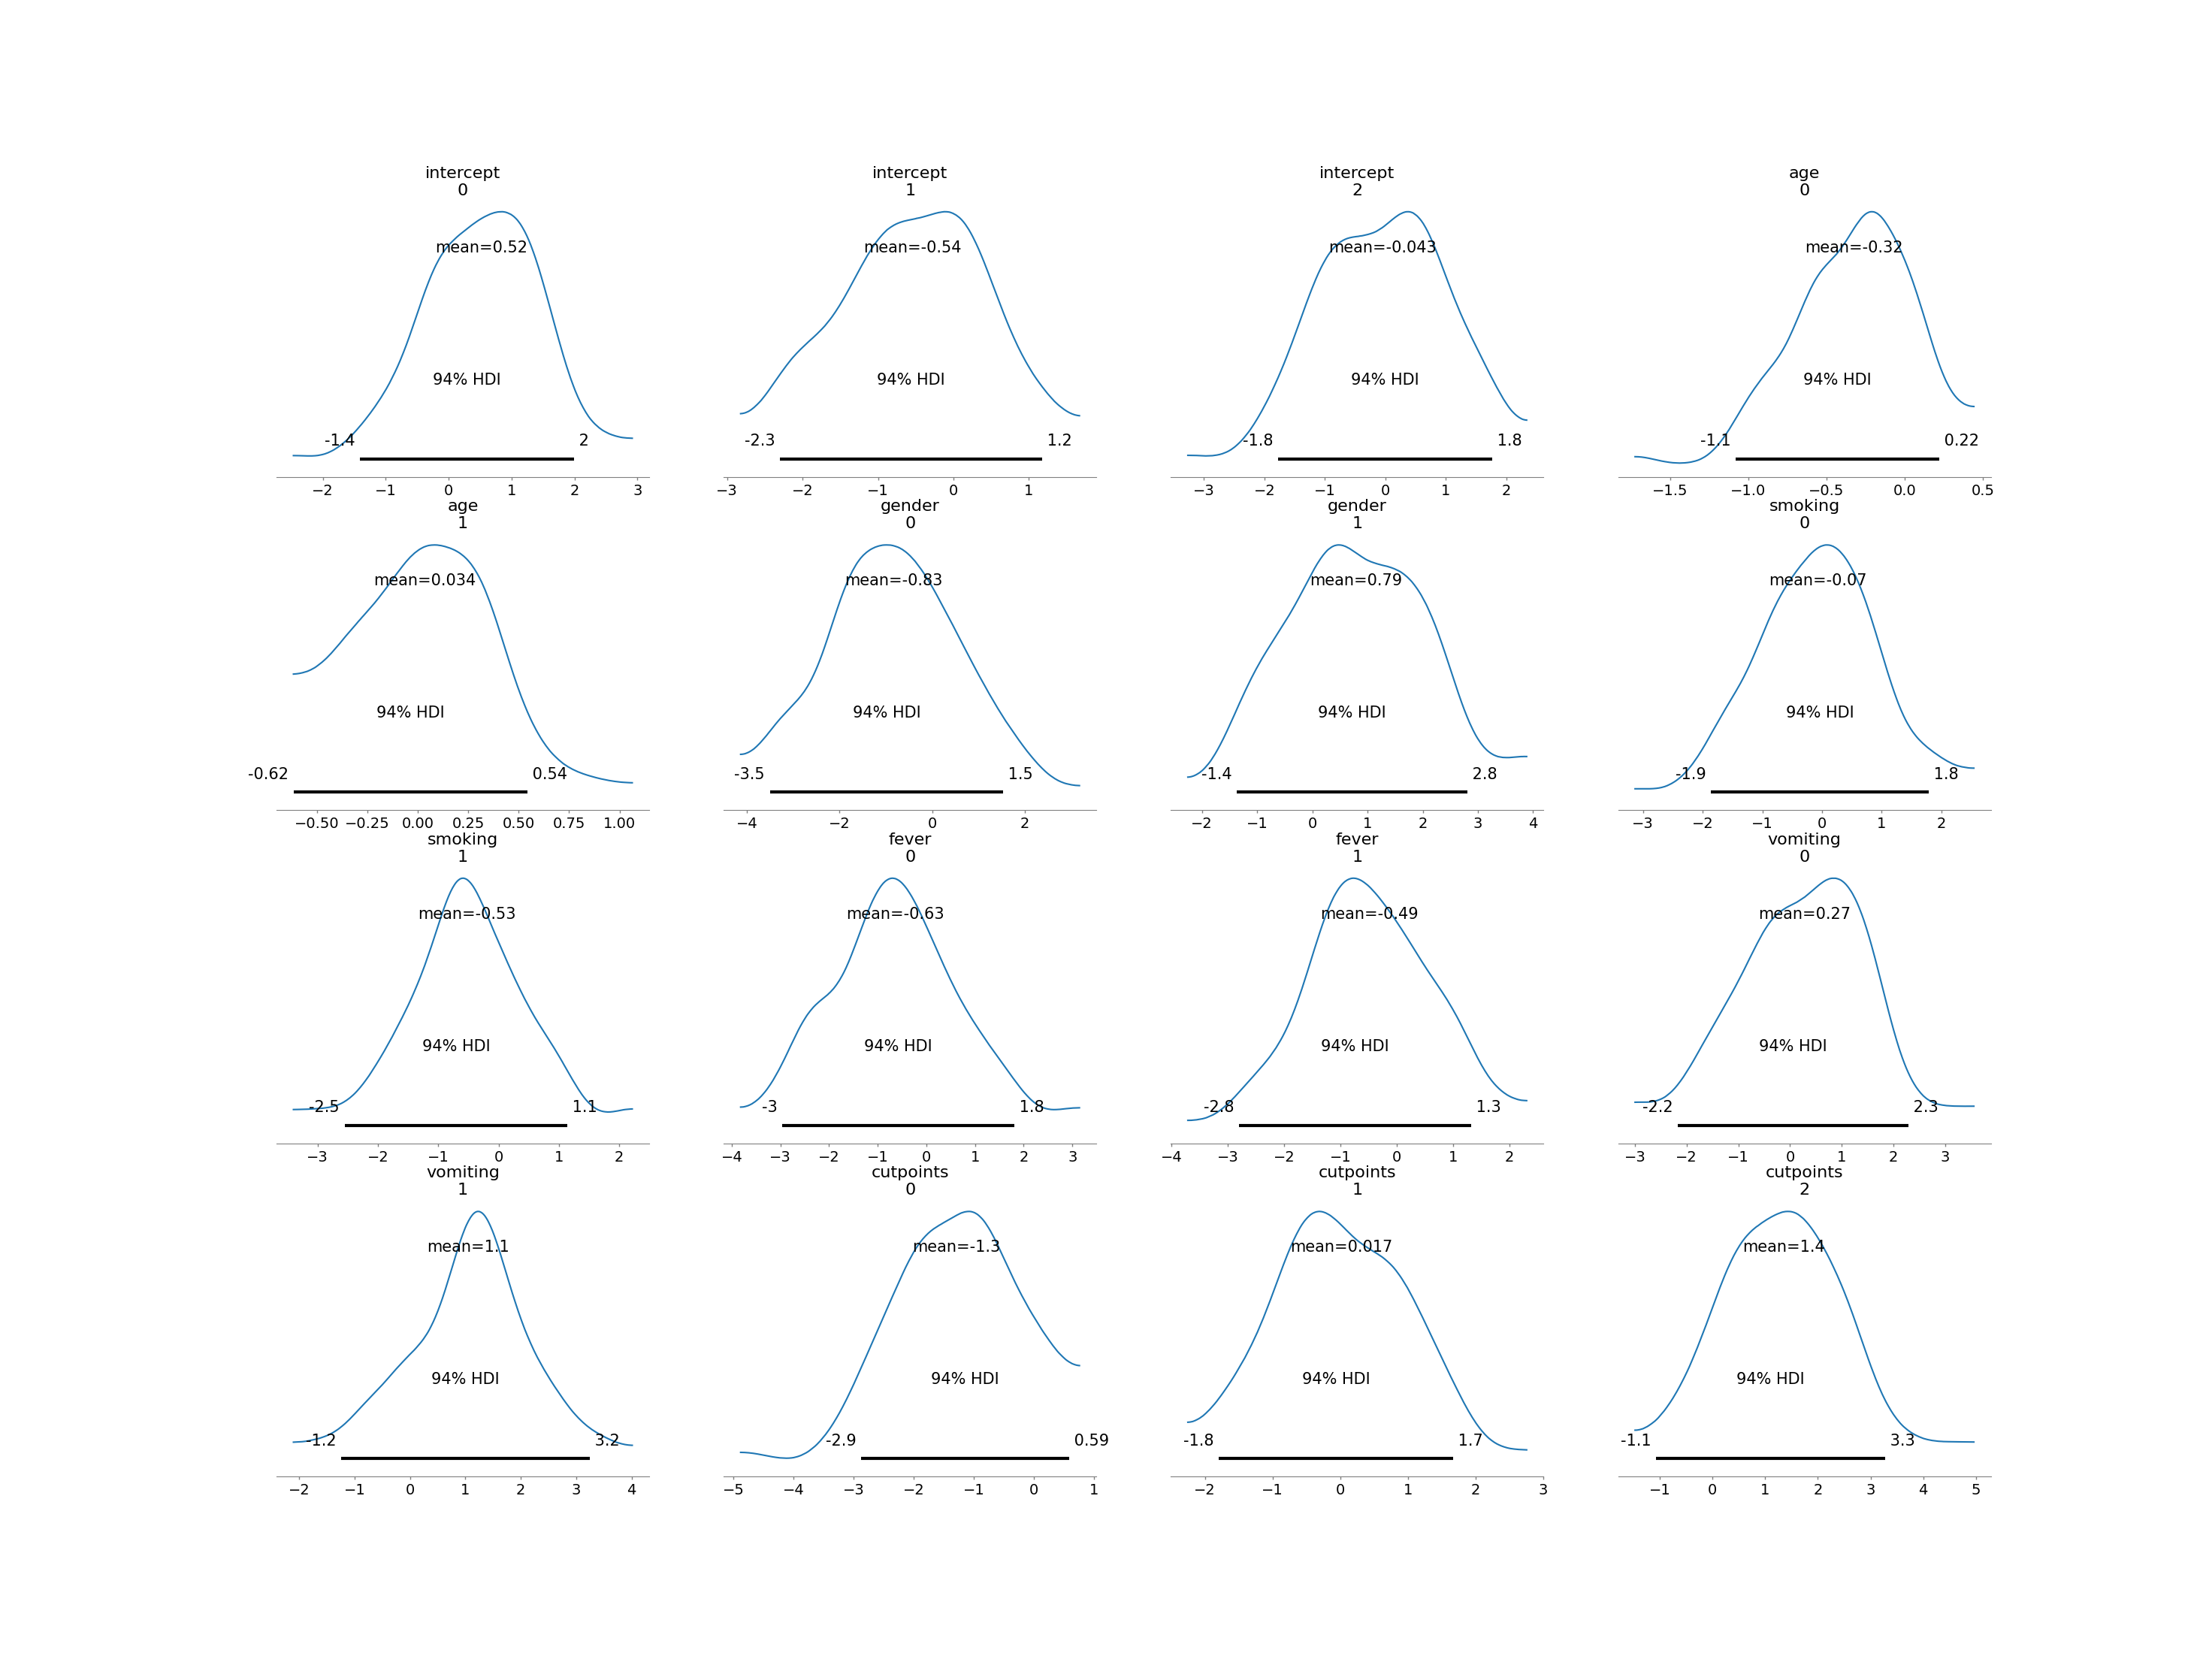 intercept
0
intercept
1
intercept
2
age
0
mean=0.52
mean=-0.54
mean=-0.043
mean=-0.32
94% HDI
94% HDI
94% HDI
94% HDI
-1.4 2
-2.3 1.2
-1.8 1.8
-1.1 0.22
−2 −1 0 1 2 3
−3 −2 −1 0 1
−3 −2 −1 0 1 2
−1.5 −1.0 −0.5 0.0 0.5
age
1
gender
0
gender
1
smoking
0
mean=0.034
mean=-0.83
mean=0.79
mean=-0.07
94% HDI
94% HDI
94% HDI
94% HDI
-0.62 0.54
-3.5 1.5
-1.4 2.8
-1.9 1.8
−0.50 −0.25 0.00 0.25 0.50 0.75 1.00
−4 −2 0 2
−2 −1 0 1 2 3 4
−3 −2 −1 0 1 2
smoking
1
fever
0
fever
1
vomiting
0
mean=-0.53
mean=-0.63
mean=-0.49
mean=0.27
94% HDI
94% HDI
94% HDI
94% HDI
-2.5 1.1
-3 1.8
-2.8 1.3
-2.2 2.3
−3 −2 −1 0 1 2
−4 −3 −2 −1 0 1 2 3
−4 −3 −2 −1 0 1 2
−3 −2 −1 0 1 2 3
vomiting
1
cutpoints
0
cutpoints
1
cutpoints
2
mean=1.1
mean=-1.3
mean=0.017
mean=1.4
94% HDI
94% HDI
94% HDI
94% HDI
-1.2 3.2
-2.9 0.59
-1.8 1.7
-1.1 3.3
−2 −1 0 1 2 3 4
−5 −4 −3 −2 −1 0 1
−2 −1 0 1 2 3
−1 0 1 2 3 4 5